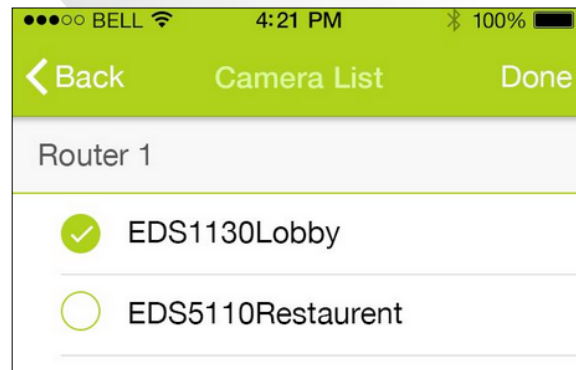 BELL 4:21 PM 100%
Back Camera List Done
Router 1
EDS1130Lobby
EDS5110Restaurent